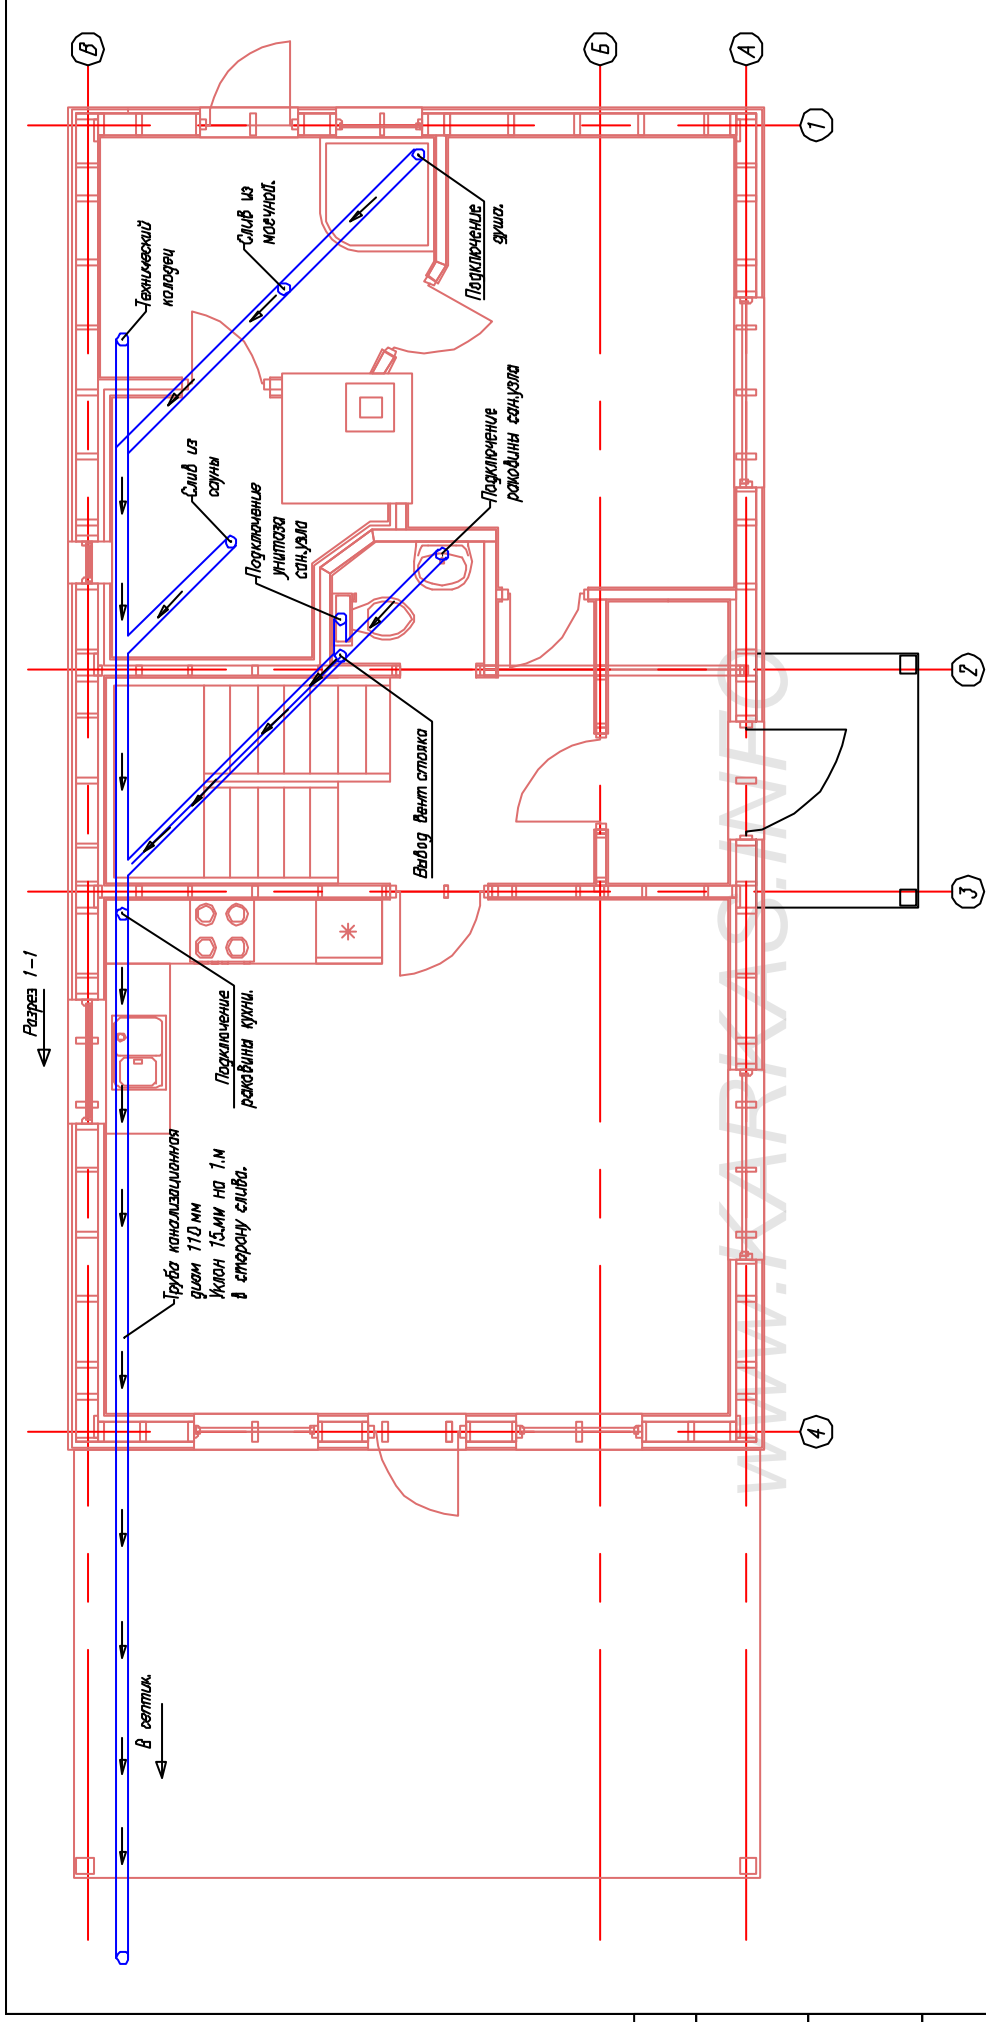 Разрез 1-1
В
Б
А
1
2
3
4
Технический
колодец
Слив из
моечной.
Подключение
душа.
Слив из
сауны
Подключение
унитаза
сан.узла
Подключение
раковины сан.узла
Вывод Вент стояка
Подключение
раковины кухни.
Труба канализационная
диам 110 мм
Уклон 15.мм на 1.м
в сторону слива.
В септик.
www.KARKAS.INFO